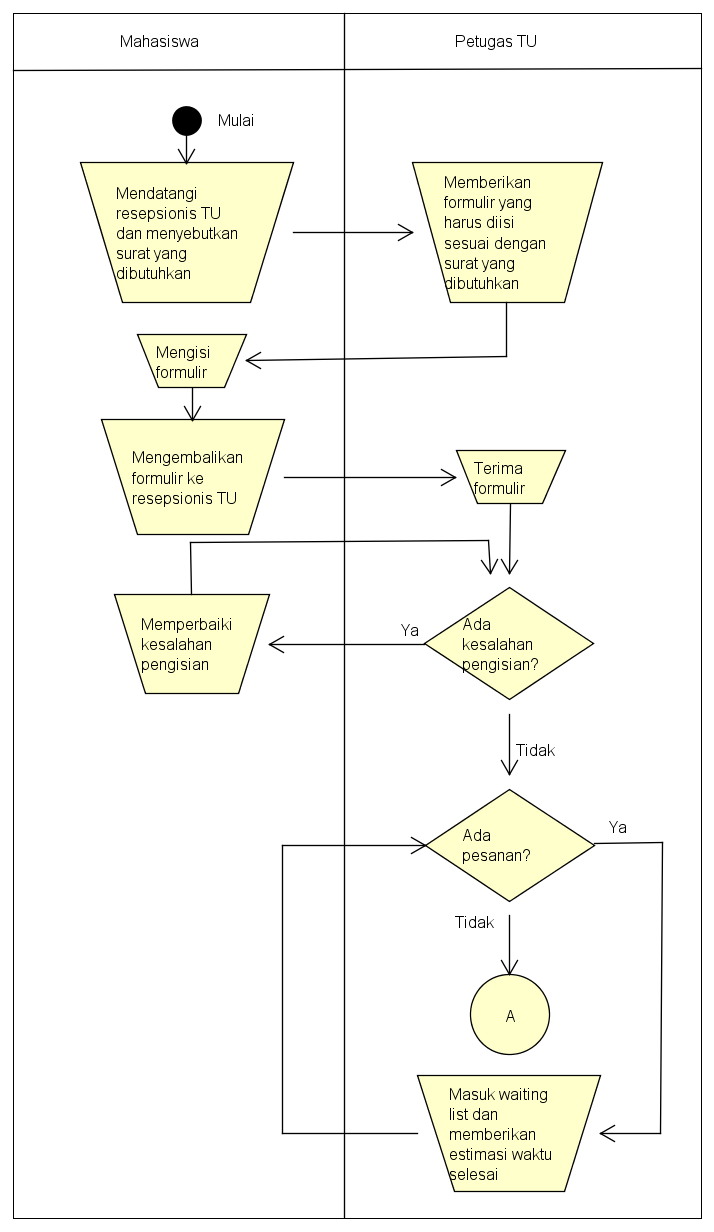 Mahasiswa
Petugas TU
Mulai
Mendatangi
resepsionis TU
dan menyebutkan
surat yang
dibutuhkan
Memberikan
formulir yang
harus diisi
sesuai dengan
surat yang
dibutuhkan
Mengisi
formulir
Mengembalikan
formulir ke
resepsionis TU
Terima
formulir
Ada
kesalahan
pengisian?
Ya
Memperbaiki
kesalahan
pengisian
Tidak
Ada
pesanan?
Ya
Tidak
A
Masuk waiting
list dan
memberikan
estimasi waktu
selesai